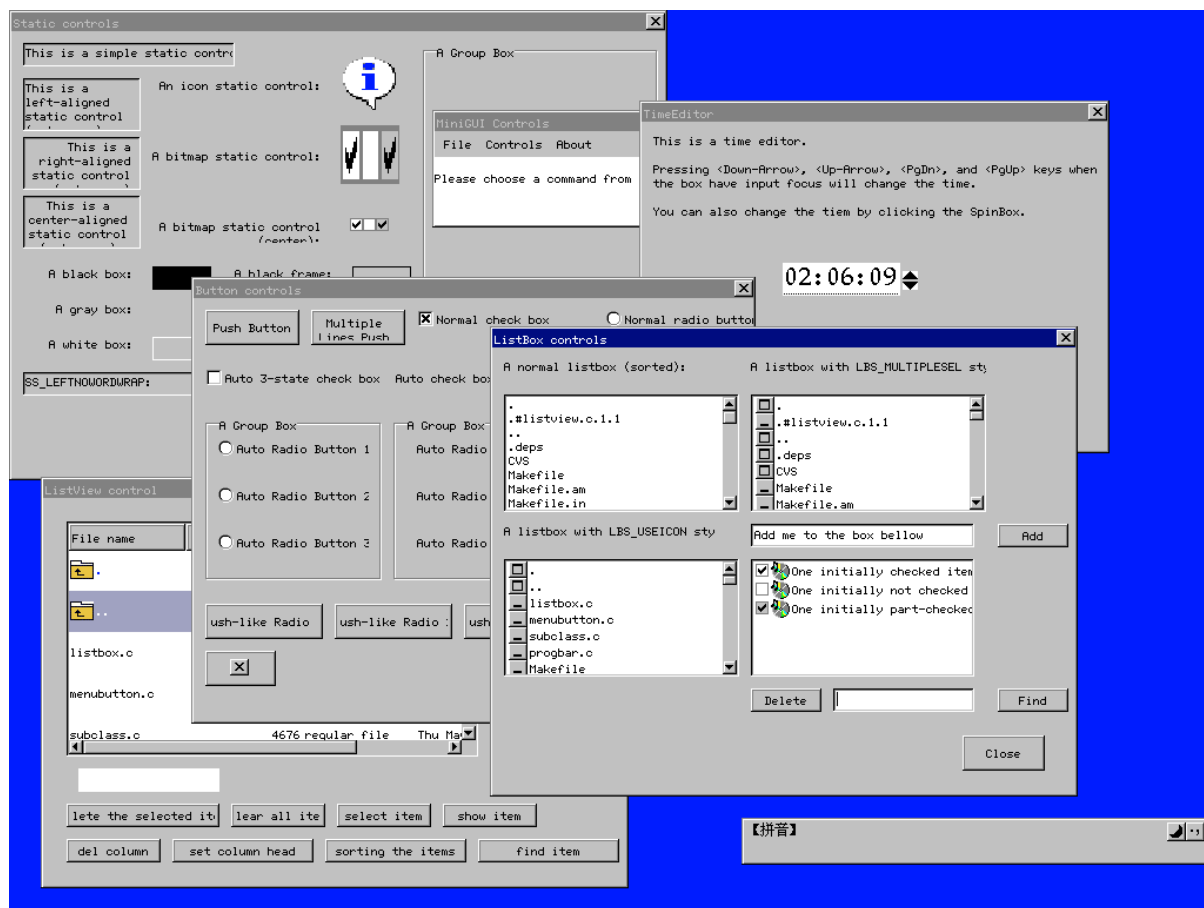 Static controls
This is a simple static contr
This is a
left-aligned
static control
This is a
right-aligned
static control
This is a
center-aligned
static control
An icon static control:
A bitmap static control:
A bitmap static control
(center):
A black box:
A black frame:
A gray box:
A white box:
SS_LEFTNOWORDWRAP:
A Group Box
MiniGUI Controls
File Controls About
Please choose a command from
TimeEditor
This is a time editor.
Pressing <Down-Arrow>, <Up-Arrow>, <PgDn>, and <PgUp> keys when
the box have input focus will change the time.
You can also change the tiem by clicking the SpinBox.
02:06:09
Button controls
Push Button
Multiple
Lines Push
Normal check box
Normal radio button
Auto 3-state check box
Auto check box
A Group Box
Auto Radio Button 1
Auto Radio Button 2
Auto Radio Button 3
A Group Box
Auto Radio
Auto Radio
Auto Radio
ush-like Radio
ush-like Radio
ush
ListBox controls
A normal listbox (sorted):
.
.#listview.c.1.1
..
.deps
CVS
Makefile
Makefile.am
Makefile.in
A listbox with LBS_MULTIPLESEL sty
.
.#listview.c.1.1
..
.deps
CVS
Makefile
Makefile.am
A listbox with LBS_USEICON sty
.
..
listbox.c
menubutton.c
subclass.c
progbar.c
Makefile
Add me to the box bellow
Add
One initially checked item
One initially not checked
One initially part-checked
Delete
Find
Close
ListView control
File name
.
..
listbox.c
menubutton.c
subclass.c 4676 regular file Thu Ma
lete the selected it
lear all ite
select item
show item
del column
set column head
sorting the items
find item
【拼音】